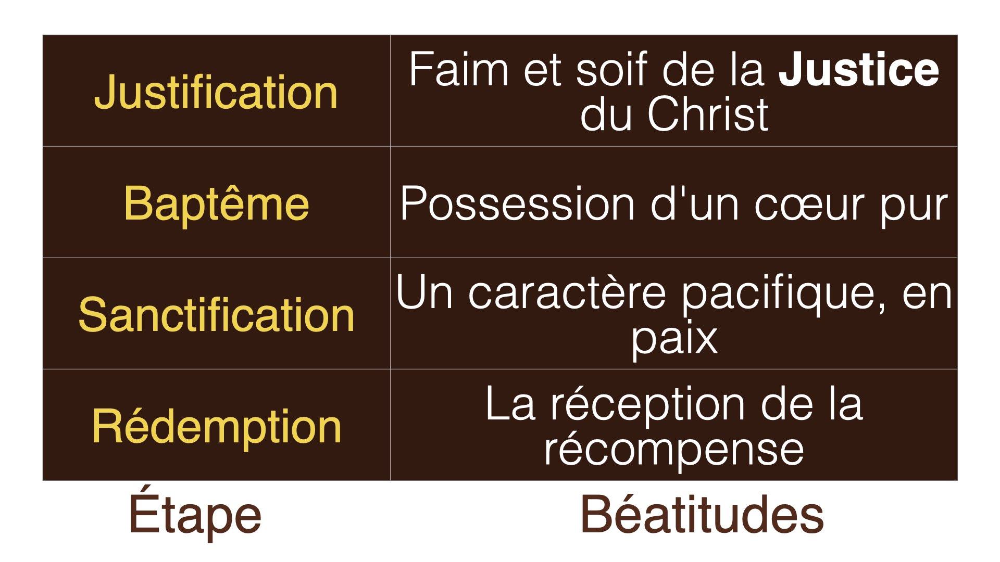 Justification
Faim et soif de la Justice
du Christ
Baptême
Possession d'un cœur pur
Sanctification
Un caractère pacifique, en
paix
Rédemption
La réception de la
récompense
Étape
Béatitudes